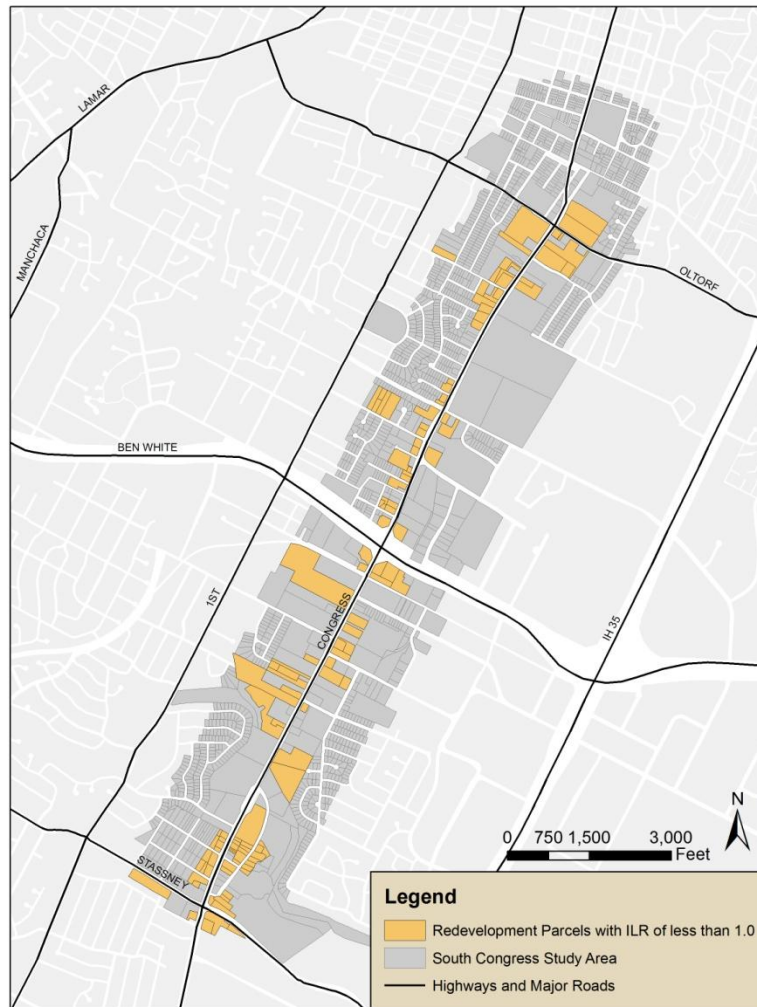 LAMAR
MANCHACA
OLTORF
BEN WHITE
1ST
CONGRESS
IH 35
STASSNEY
N
0 750 1,500 3,000
Feet
Legend
Redevelopment Parcels with ILR of less than 1.0
South Congress Study Area
Highways and Major Roads